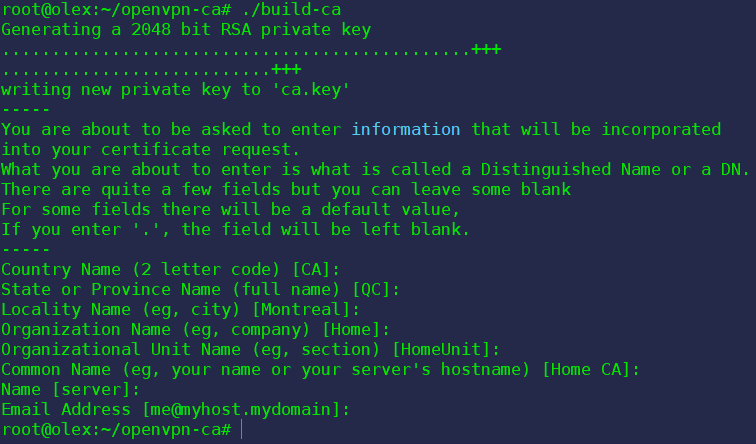 root@olex:~/openvpn-ca# ./build-ca
Generating a 2048 bit RSA private key
...............................................+++
...........................+++
writing new private key to 'ca.key'
-----
You are about to be asked to enter information that will be incorporated
into your certificate request.
What you are about to enter is what is called a Distinguished Name or a DN.
There are quite a few fields but you can leave some blank
For some fields there will be a default value,
If you enter '.', the field will be left blank.
-----
Country Name (2 letter code) [CA]:
State or Province Name (full name) [QC]:
Locality Name (eg, city) [Montreal]:
Organization Name (eg, company) [Home]:
Organizational Unit Name (eg, section) [HomeUnit]:
Common Name (eg, your name or your server's hostname) [Home CA]:
Name [server]:
Email Address [me@myhost.mydomain]:
root@olex:~/openvpn-ca#